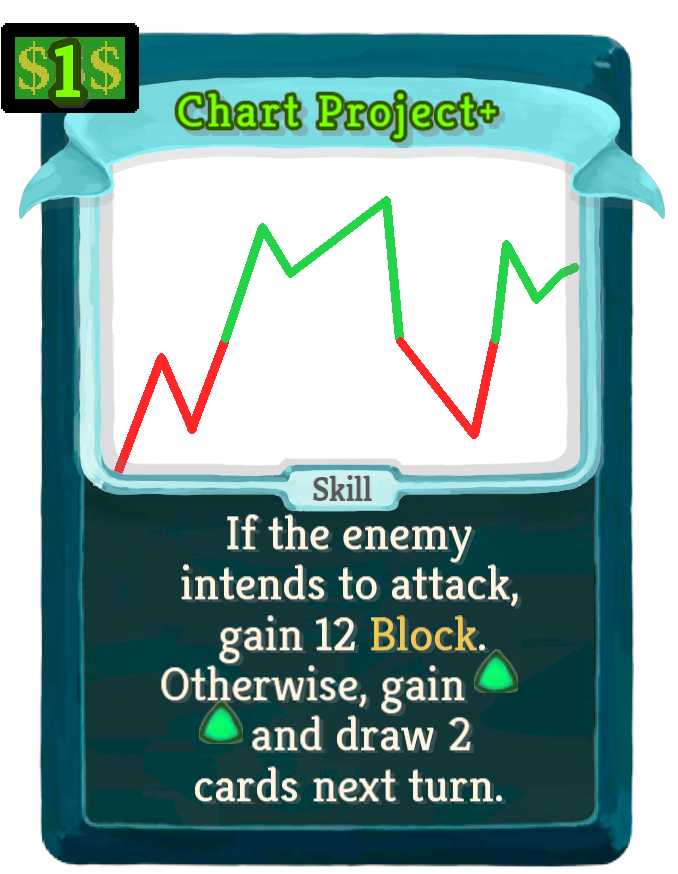 $1$
Chart Project+
Skill
If the enemy
intends to attack,
gain 12 Block.
Otherwise, gain
and draw 2
cards next turn.